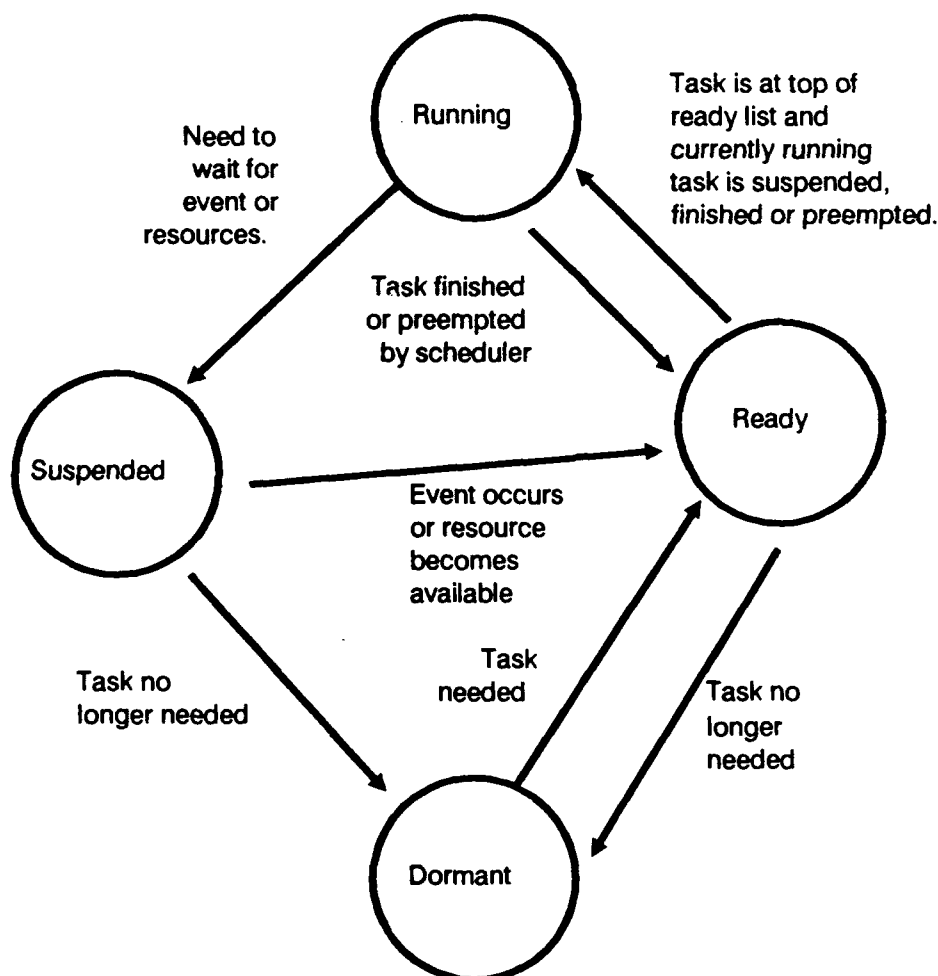 Running
Task is at top of
ready list and
currently running
task is suspended,
finished or preempted.
Need to
wait for
event or
resources.
Task finished
or preempted
by scheduler
Ready
Suspended
Event occurs
or resource
becomes
available
Task no
longer needed
Task
needed
Task no
longer
needed
Dormant